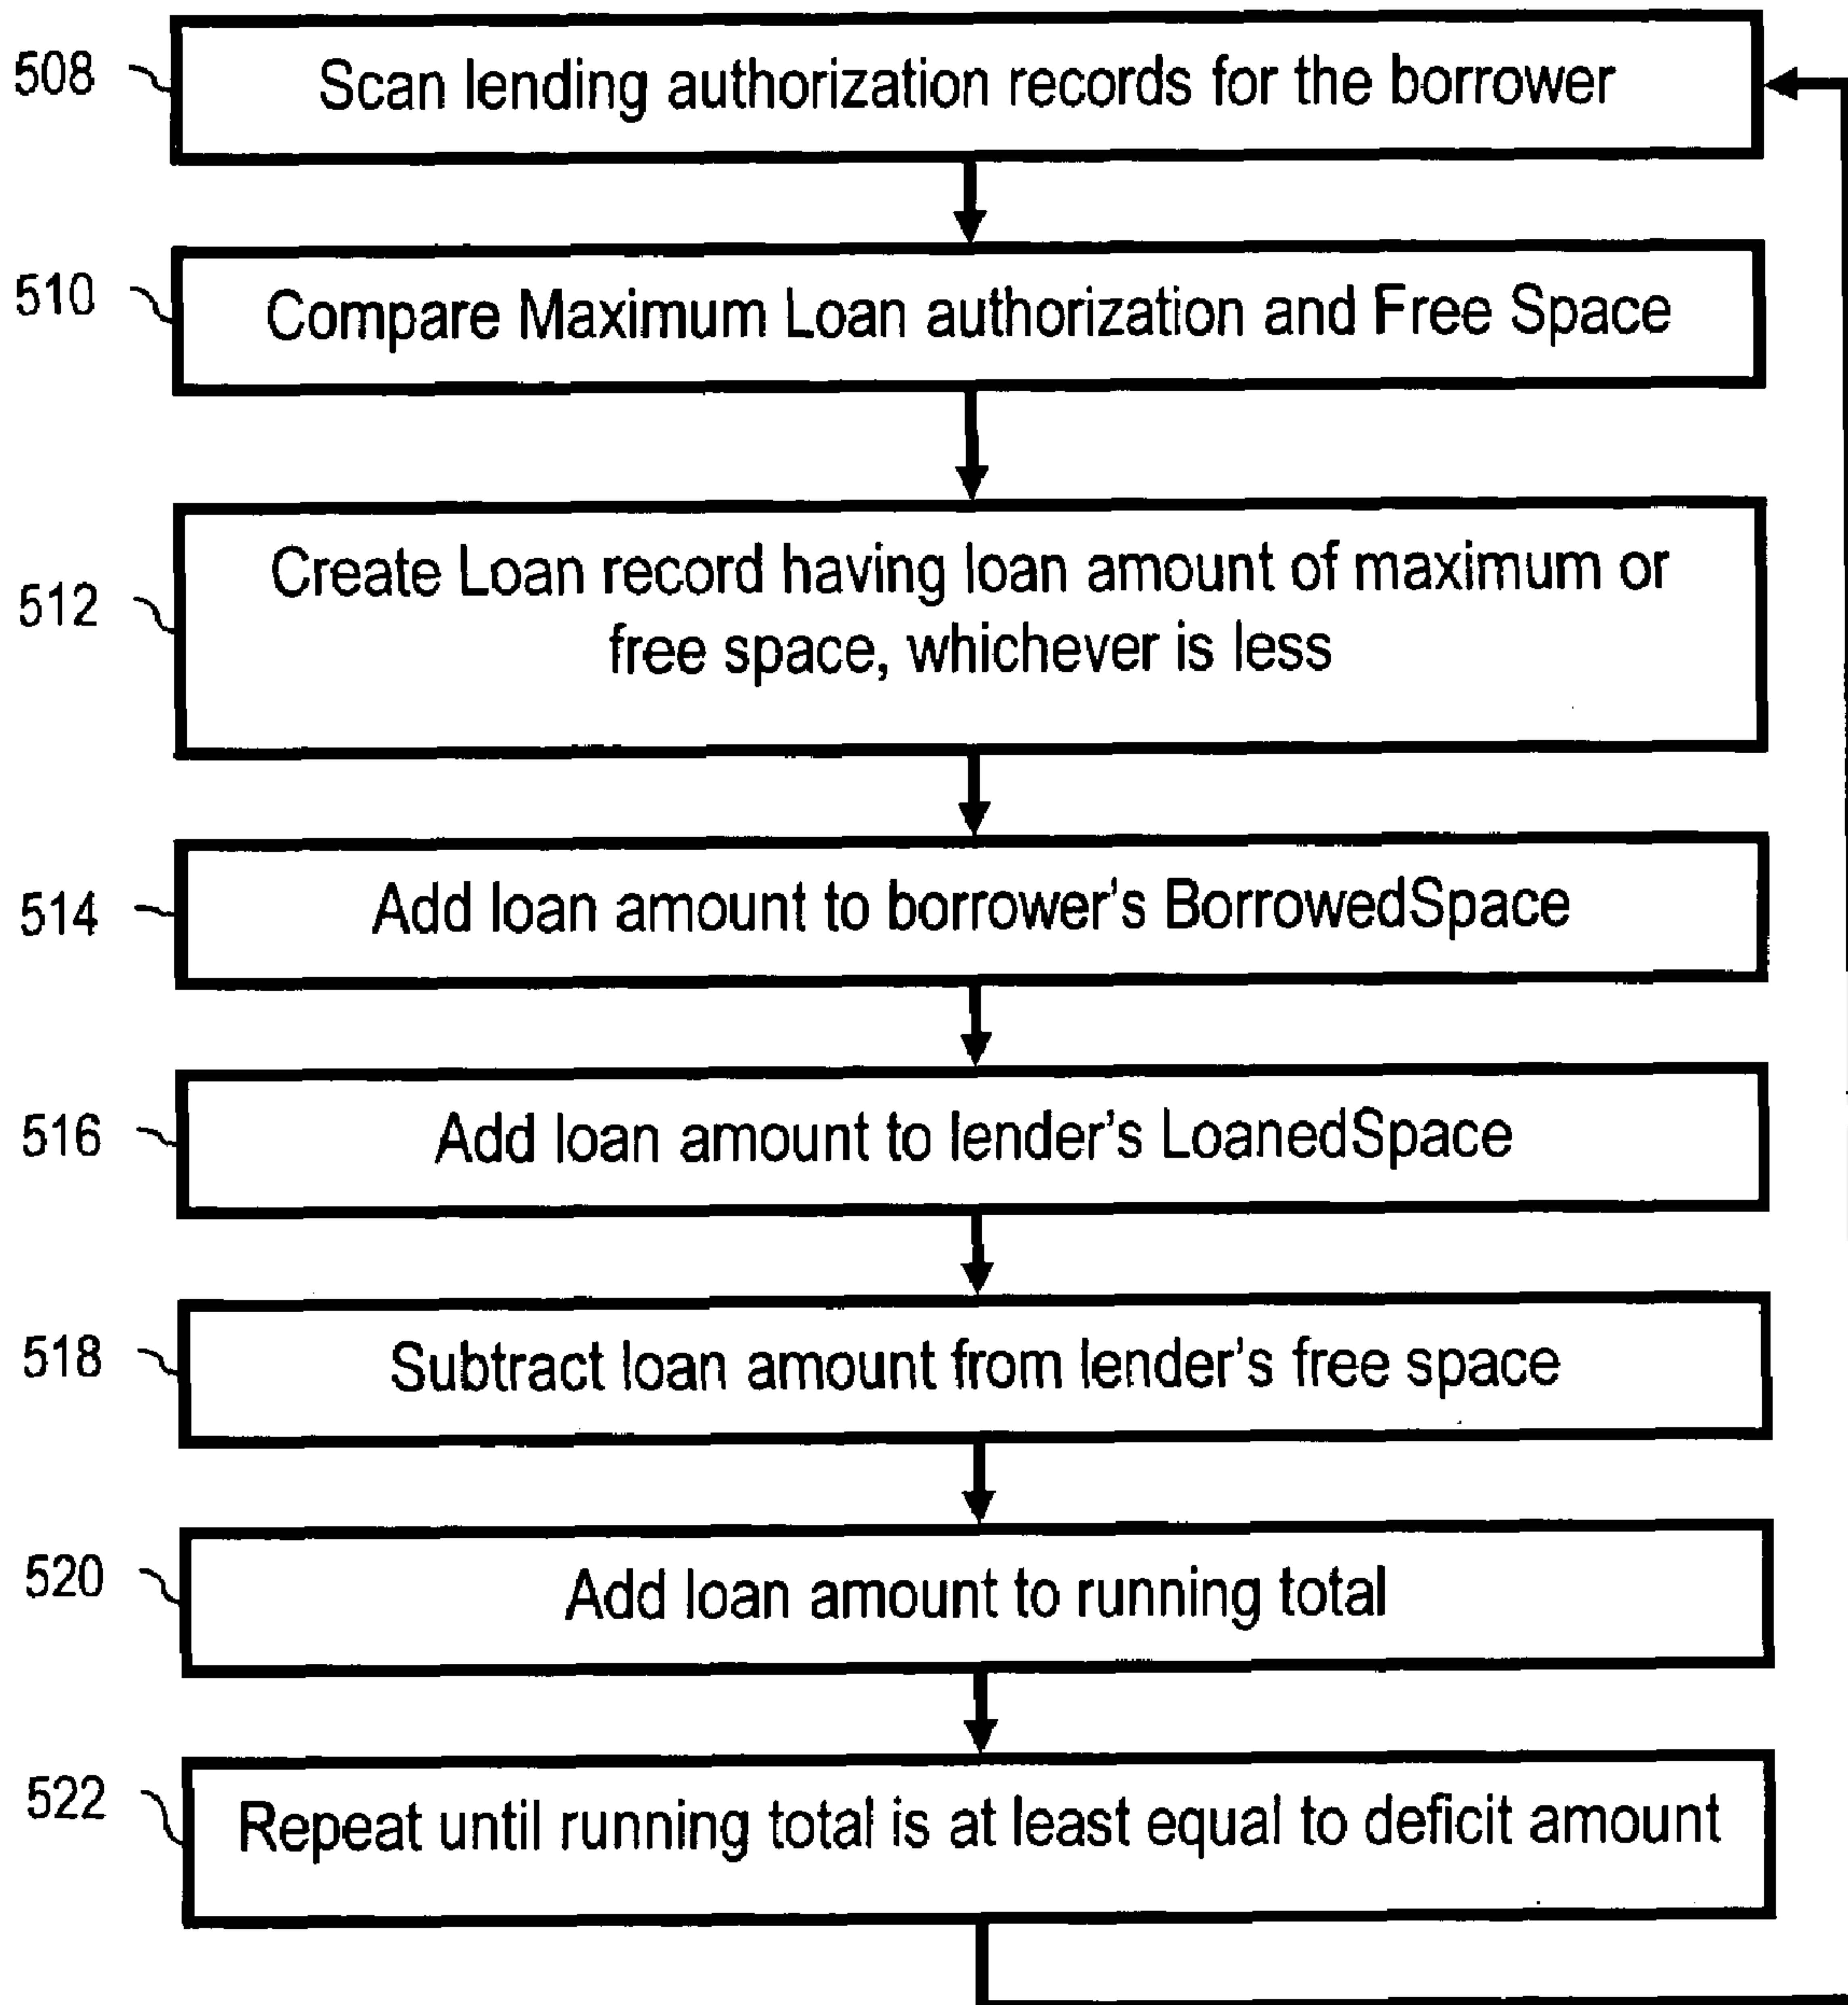 508
Scan lending authorization records for the borrower
510
Compare Maximum Loan authorization and Free Space
512
Create Loan record having loan amount of maximum or
free space, whichever is less
514
Add loan amount to borrower's BorrowedSpace
516
Add loan amount to lender's LoanedSpace
518
Subtract loan amount from lender's free space
520
Add loan amount to running total
522
Repeat until running total is at least equal to deficit amount